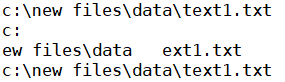 c:\new files\data\text1.txt
c:
ew files\data   ext1.txt
c:\new files\data\text1.txt